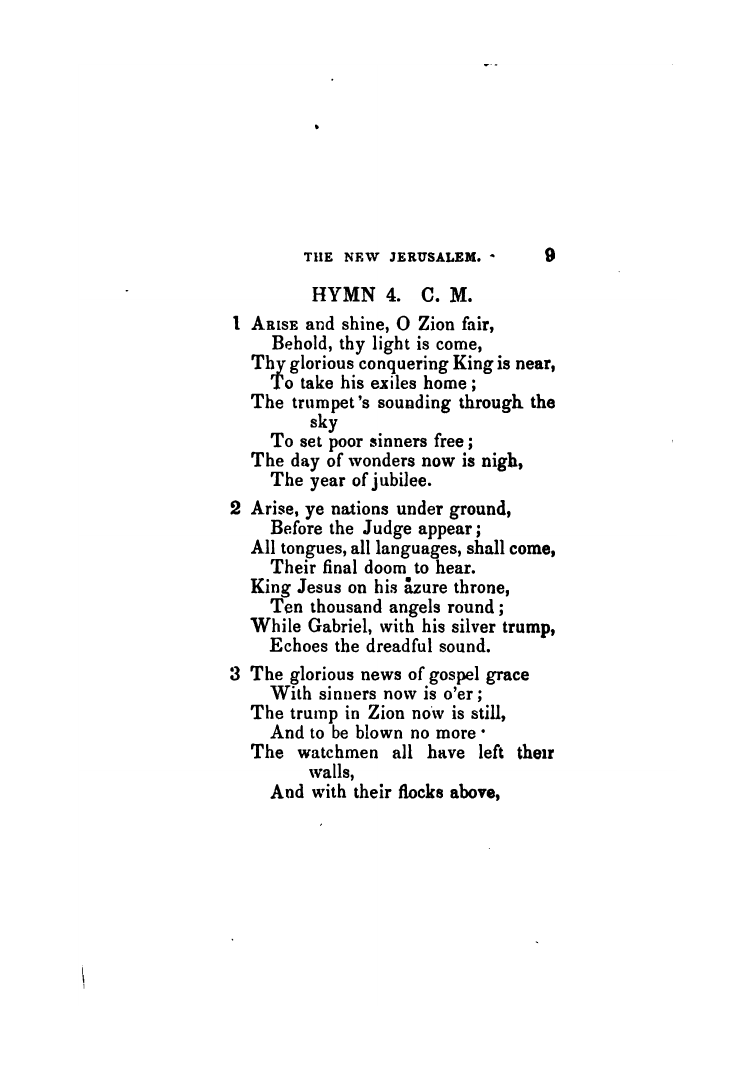 THE NEW JERUSALEM. 9
HYMN 4. C. M.
1 ARISE and shine, O Zion fair,
Behold, thy light is come,
Thy glorious conquering King is near,
To take his exiles home;
The trumpet's sounding through the
sky
To set poor sinners free;
The day of wonders now is nigh,
The year of jubilee.
2 Arise, ye nations under ground,
Before the Judge appear;
All tongues, all languages, shall come,
Their final doom to hear.
King Jesus on his azure throne,
Ten thousand angels round;
While Gabriel, with his silver trump,
Echoes the dreadful sound.
3 The glorious news of gospel grace
With sinners now is o'er;
The trump in Zion now is still,
And to be blown no more
The watchmen all have left their
walls,
And with their flocks above,